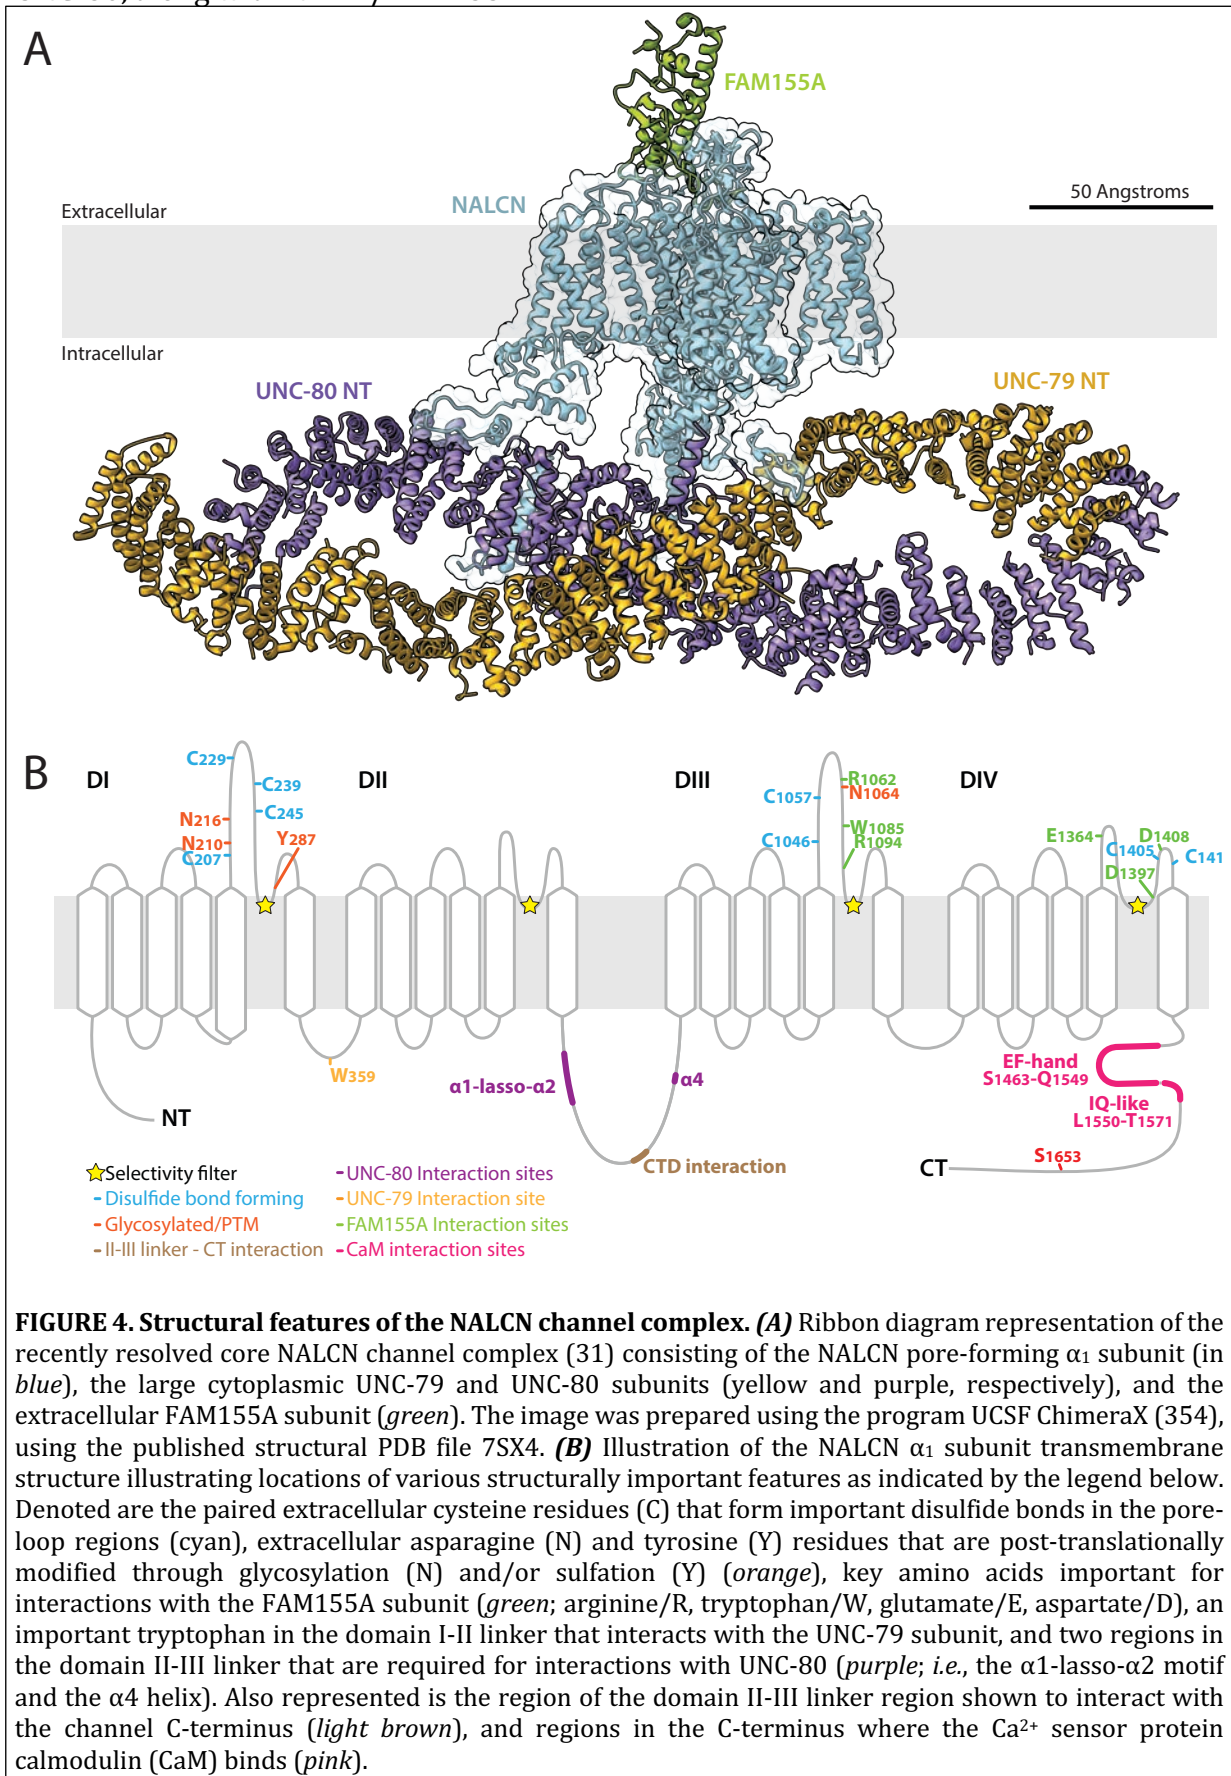 A
FAM155A
NALCN
50 Angstroms
Extracellular
Intracellular
UNC-80 NT
UNC-79 NT
B
DI
DII
DIII
DIV
C229
C239
C245
N216
N210
C207
Y287
R1062
N1064
C1057
W1085
R1094
C1046
E1364
D1408
C1405
C141
D1397
W359
α1-lasso-α2
α4
EF-hand
S1463-Q1549
IQ-like
L1550-T1571
NT
CTD interaction
CT
S1653
Selectivity filter
Disulfide bond forming
Glycosylated/PTM
II-III linker - CT interaction
UNC-80 Interaction sites
UNC-79 Interaction site
FAM155A Interaction sites
CaM interaction sites
FIGURE 4. Structural features of the NALCN channel complex. (A) Ribbon diagram representation of the
recently resolved core NALCN channel complex (31) consisting of the NALCN pore-forming α₁ subunit (in
blue), the large cytoplasmic UNC-79 and UNC-80 subunits (yellow and purple, respectively), and the
extracellular FAM155A subunit (green). The image was prepared using the program UCSF ChimeraX (354),
using the published structural PDB file 7SX4. (B) Illustration of the NALCN α₁ subunit transmembrane
structure illustrating locations of various structurally important features as indicated by the legend below.
Denoted are the paired extracellular cysteine residues (C) that form important disulfide bonds in the pore-
loop regions (cyan), extracellular asparagine (N) and tyrosine (Y) residues that are post-translationally
modified through glycosylation (N) and/or sulfation (Y) (orange), key amino acids important for
interactions with the FAM155A subunit (green; arginine/R, tryptophan/W, glutamate/E, aspartate/D), an
important tryptophan in the domain I-II linker that interacts with the UNC-79 subunit, and two regions in
the domain II-III linker that are required for interactions with UNC-80 (purple; i.e., the α1-lasso-α2 motif
and the α4 helix). Also represented is the region of the domain II-III linker region shown to interact with
the channel C-terminus (light brown), and regions in the C-terminus where the Ca²⁺ sensor protein
calmodulin (CaM) binds (pink).